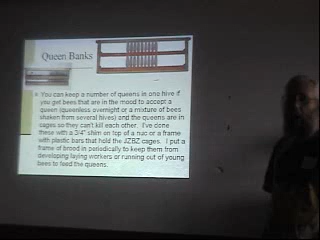 Queen Banks
You can keep a number of queens in one hive if
you get bees that are in the mood to accept a
queen (queenless overnight or a mixture of bees
shaken from several hives) and the queens are in
cages so they can't kill each other. I've done
these with a 3/4" shim on top of a nuc or a frame
with plastic bars that hold the JZBZ cages. I put a
frame of brood in periodically to keep them from
developing laying workers or running out of young
bees to feed the queens.